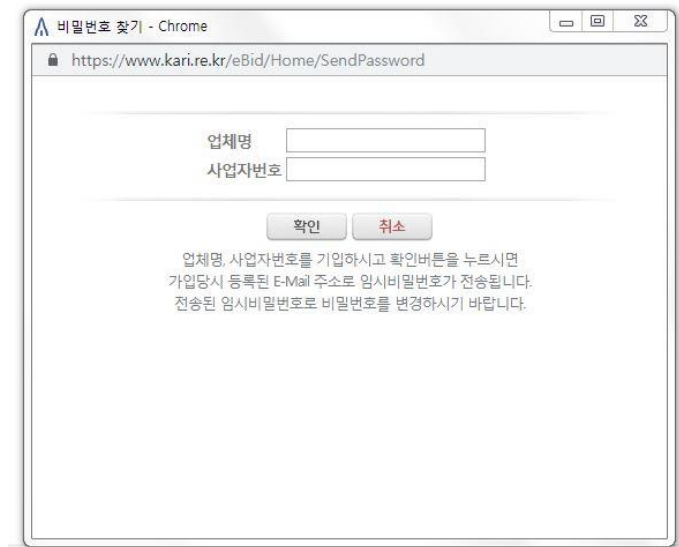 비밀번호 찾기 - Chrome
https://www.kari.re.kr/eBid/Home/SendPassword
업체명
사업자번호
확인 취소
업체명, 사업자번호를 기입하시고 확인버튼을 누르시면
가입당시 등록된 E-Mail 주소로 임시비밀번호가 전송됩니다.
전송된 임시비밀번호로 비밀번호를 변경하시기 바랍니다.